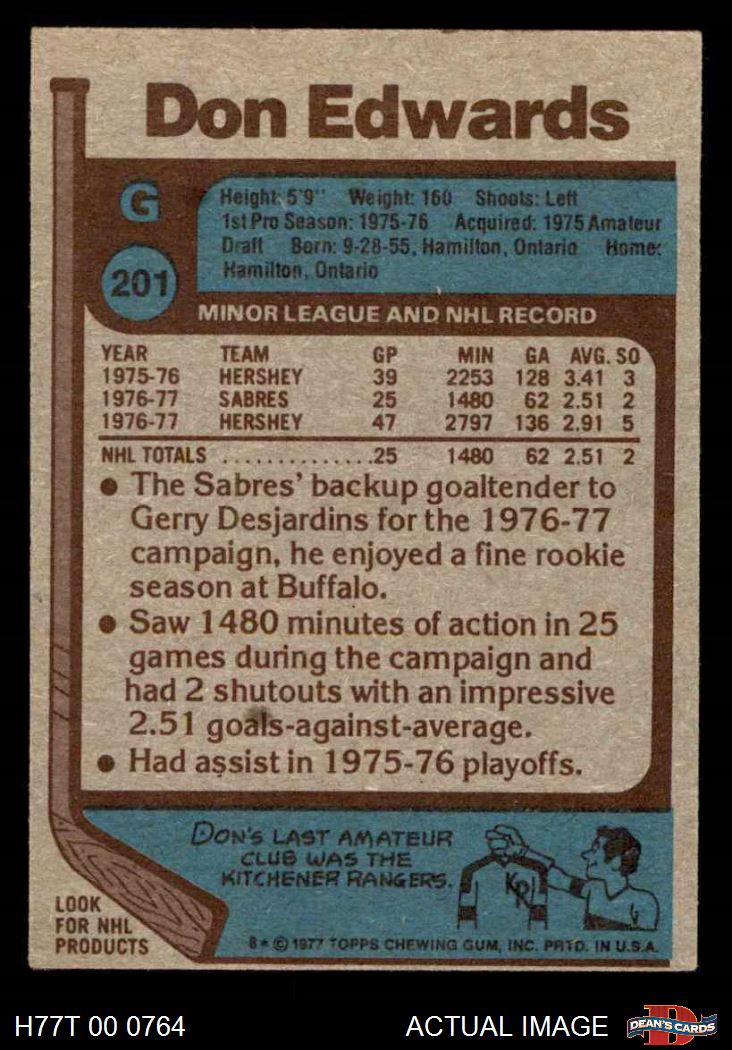 Don Edwards
G
201
Height: 5'9" Weight: 160 Shoots: Left
1st Pro Season: 1975-76 Acquired: 1975 Amateur
Draft Born: 9-28-55, Hamilton, Ontario Home:
Hamilton, Ontario
MINOR LEAGUE AND NHL RECORD
YEAR TEAM GP MIN GA AVG. SO
1975-76 HERSHEY 39 2253 128 3.41 3
1976-77 SABRES 25 1480 62 2.51 2
1976-77 HERSHEY 47 2797 136 2.91 5
NHL TOTALS ..............25 1480 62 2.51 2
● The Sabres' backup goaltender to
Gerry Desjardins for the 1976-77
campaign, he enjoyed a fine rookie
season at Buffalo.
● Saw 1480 minutes of action in 25
games during the campaign and
had 2 shutouts with an impressive
2.51 goals-against-average.
● Had assist in 1975-76 playoffs.
DON'S LAST AMATEUR
CLUB WAS THE
KITCHENER RANGERS.
KR
LOOK
FOR NHL
PRODUCTS
8* © 1977 TOPPS CHEWING GUM, INC. PRTD. IN U.S.A.
H77T 00 0764 ACTUAL IMAGE
D
DEAN'S CARDS